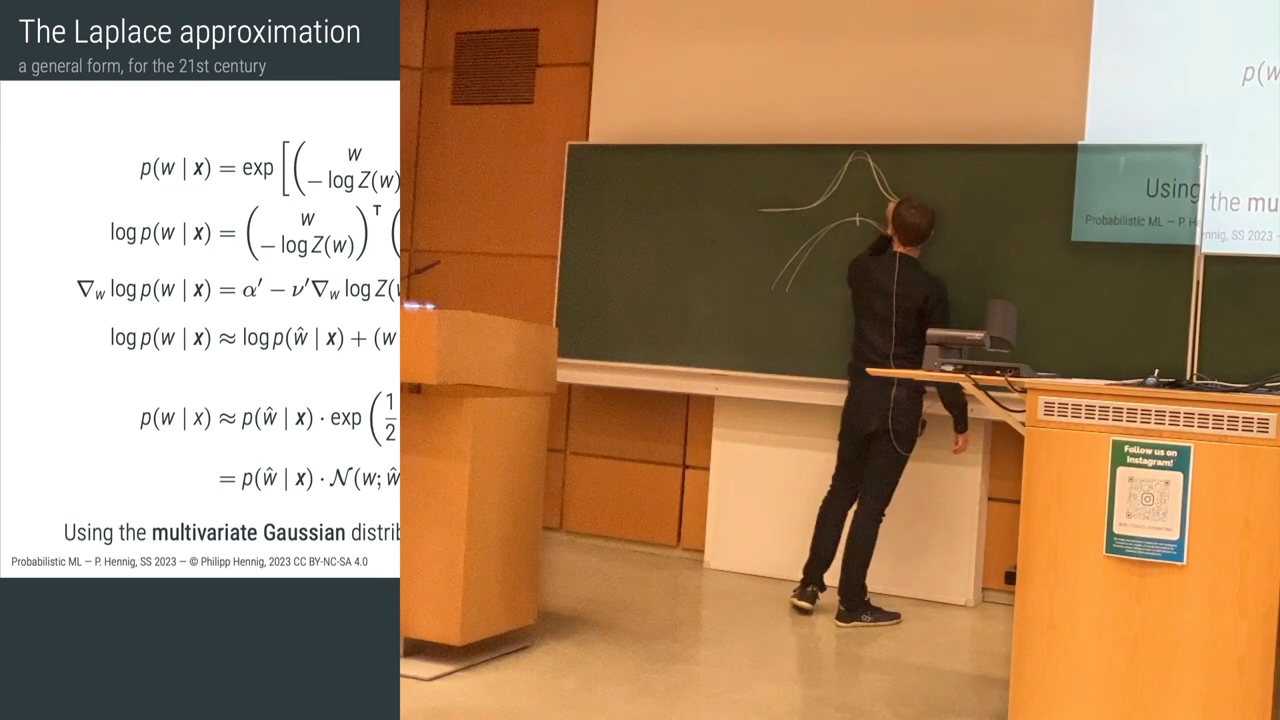 The Laplace approximation
a general form, for the 21st century
p(w | x) = exp [( w
− log Z(w)
log p(w | x) = ( w
− log Z(w) )⊤ (
∇w log p(w | x) = α′ − ν′∇w log Z(
log p(w | x) ≈ log p(ŵ | x) + (w
p(w | x) ≈ p(ŵ | x) · exp ( 1
2
= p(ŵ | x) · N(w; ŵ
Using the multivariate Gaussian distrib
Probabilistic ML — P. Hennig, SS 2023 — © Philipp Hennig, 2023 CC BY-NC-SA 4.0
p(w
Using the mu
Probabilistic ML — P. Hennig, SS 2023 –
Follow us on
Instagram!